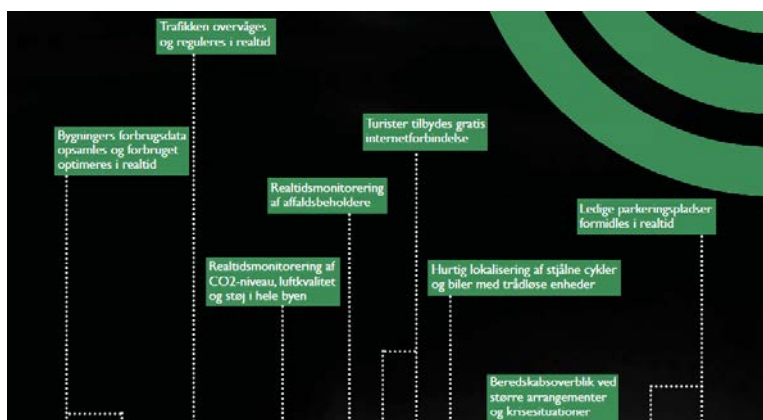 Trafikken overvåges
og reguleres i realtid
Bygningers forbrugsdata
opsamles og forbruget
optimeres i realtid
Turister tilbydes gratis
internetforbindelse
Realtidsmonitorering
af affaldsbeholdere
Ledige parkeringspladser
formidles i realtid
Realtidsmonitorering af
CO2-niveau, luftkvalitet
og støj i hele byen
Hurtig lokalisering af stjålne cykler
og biler med trådløse enheder
Beredskabsoverblik ved
større arrangementer
og krisesituationer